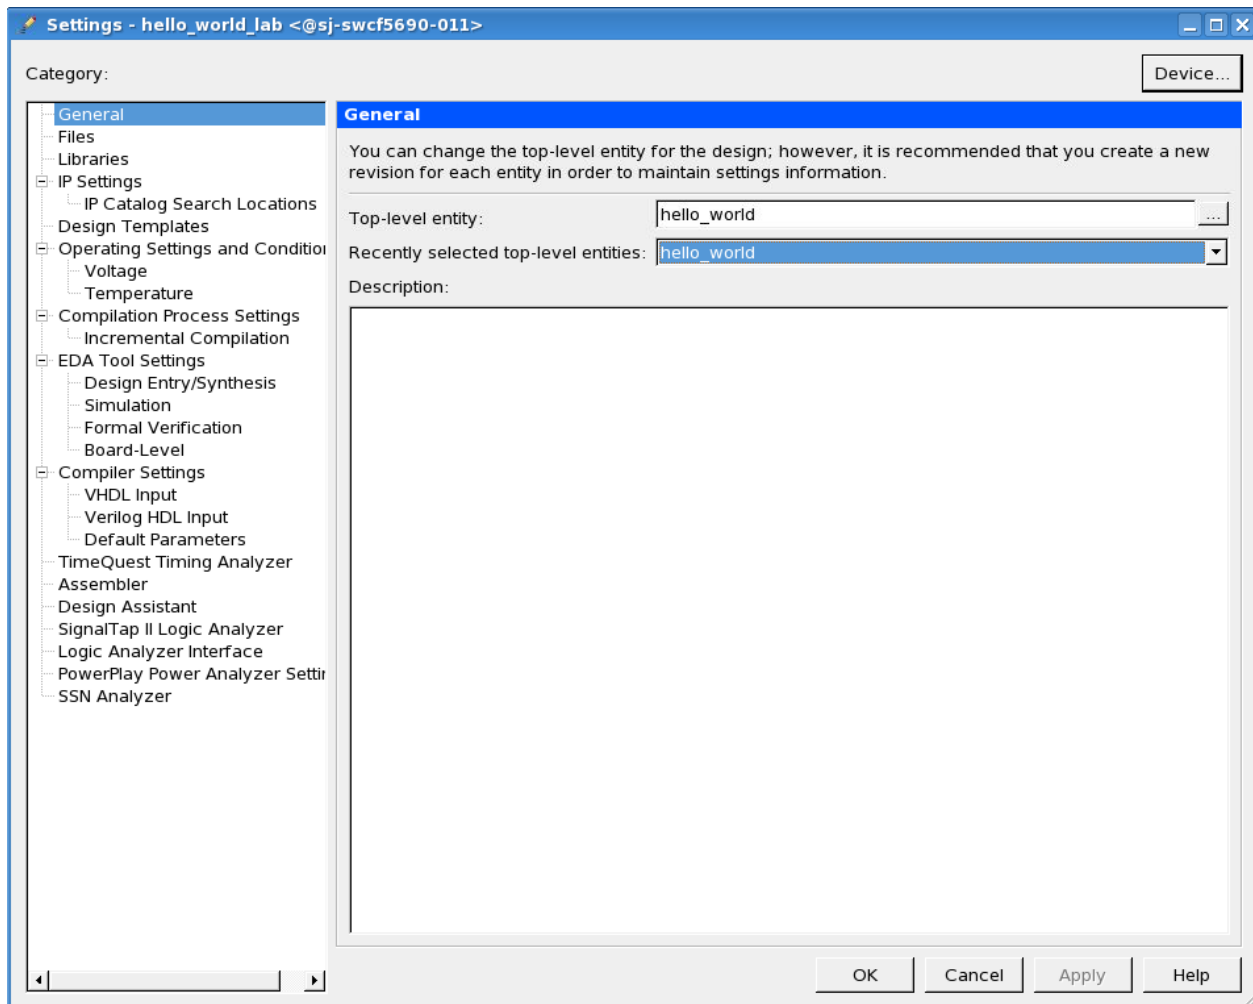 Settings - hello_world_lab <@sj-swcf5690-011>
Category:
Device...
General
Files
Libraries
IP Settings
IP Catalog Search Locations
Design Templates
Operating Settings and Condition
Voltage
Temperature
Compilation Process Settings
Incremental Compilation
EDA Tool Settings
Design Entry/Synthesis
Simulation
Formal Verification
Board-Level
Compiler Settings
VHDL Input
Verilog HDL Input
Default Parameters
TimeQuest Timing Analyzer
Assembler
Design Assistant
SignalTap II Logic Analyzer
Logic Analyzer Interface
PowerPlay Power Analyzer Settin
SSN Analyzer
General
You can change the top-level entity for the design; however, it is recommended that you create a new
revision for each entity in order to maintain settings information.
Top-level entity: hello_world ...
Recently selected top-level entities: hello_world
Description:
OK Cancel Apply Help